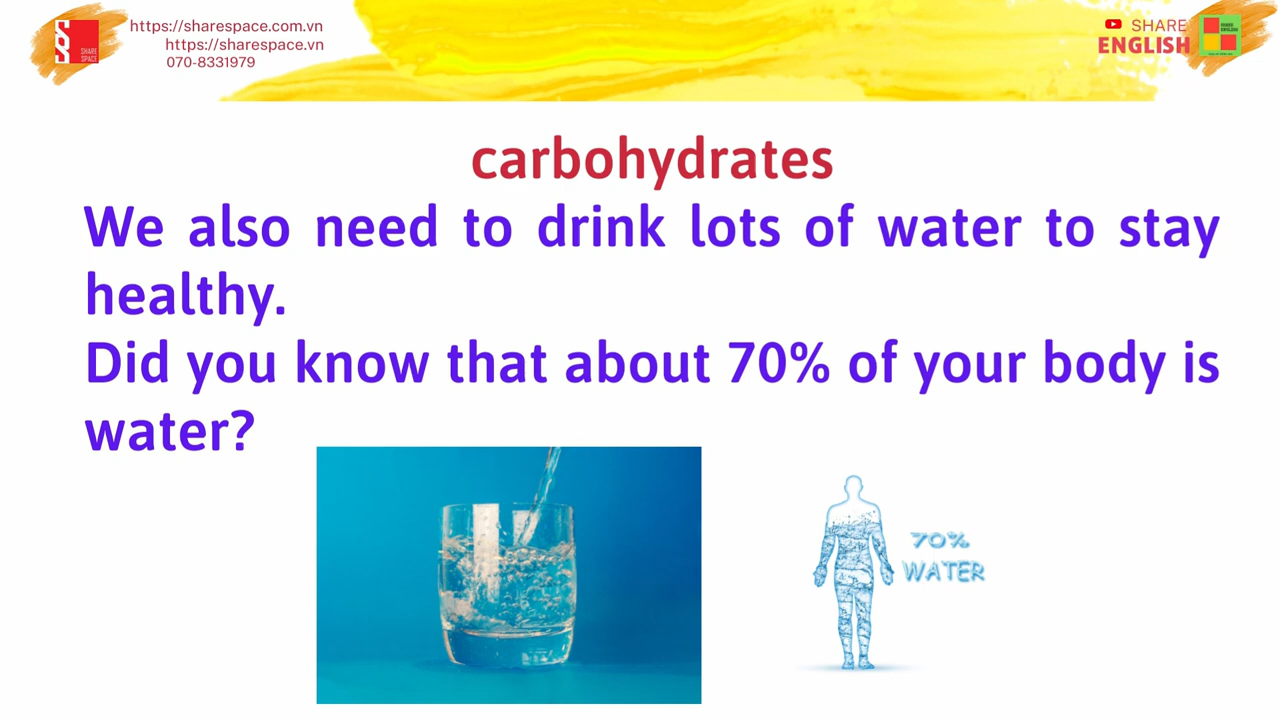 https://sharespace.com.vn
https://sharespace.vn
070-8331979
SHARE
SPACE
SHARE
ENGLISH
carbohydrates
We also need to drink lots of water to stay
healthy.
Did you know that about 70% of your body is
water?
70%
WATER